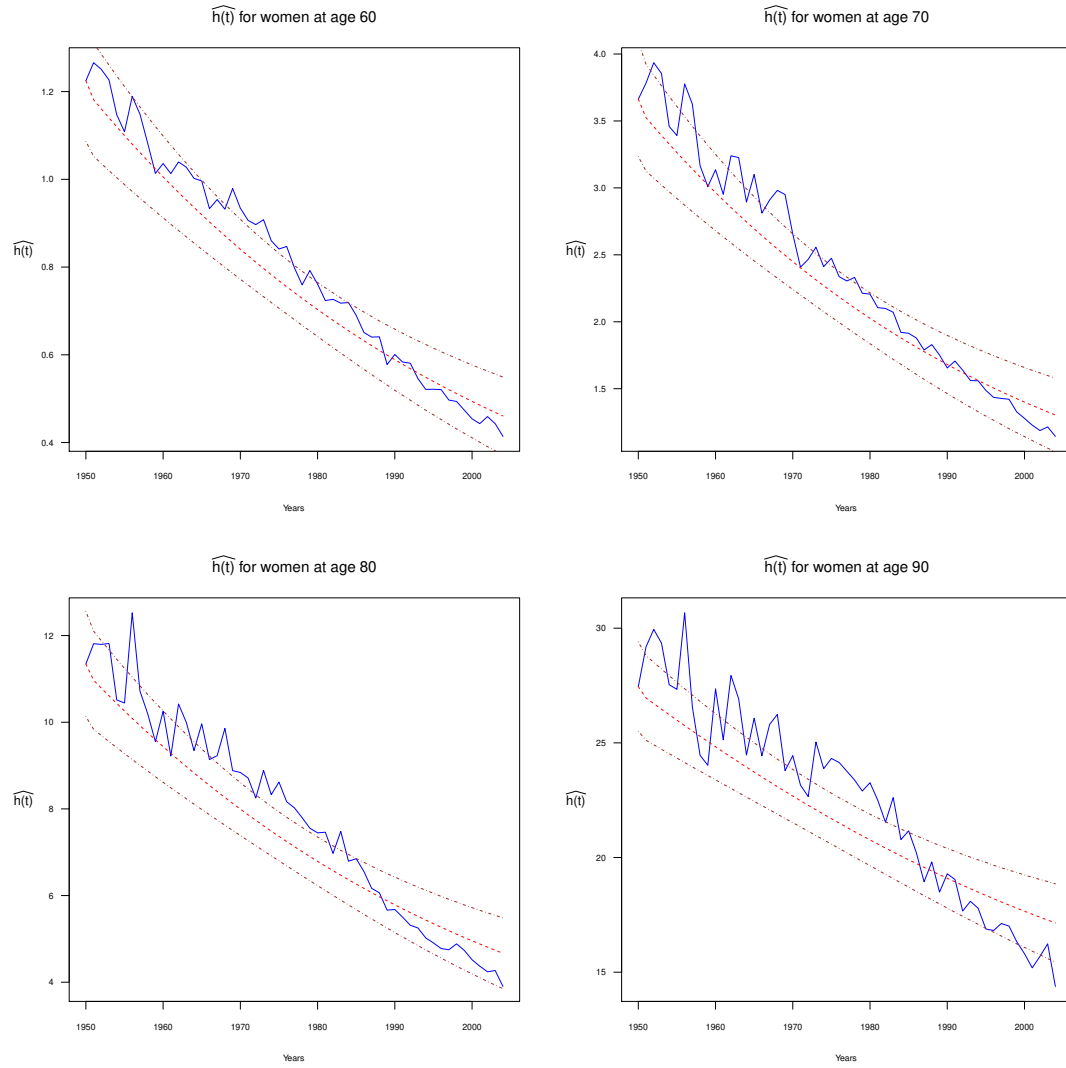 h(t) for women at age 60
1.2
1.0
0.8
0.6
0.4
h(t)
1950 1960 1970 1980 1990 2000
Years
h(t) for women at age 70
4.0
3.5
3.0
2.5
2.0
1.5
h(t)
1950 1960 1970 1980 1990 2000
Years
h(t) for women at age 80
12
10
8
6
4
h(t)
1950 1960 1970 1980 1990 2000
Years
h(t) for women at age 90
30
25
20
15
h(t)
1950 1960 1970 1980 1990 2000
Years